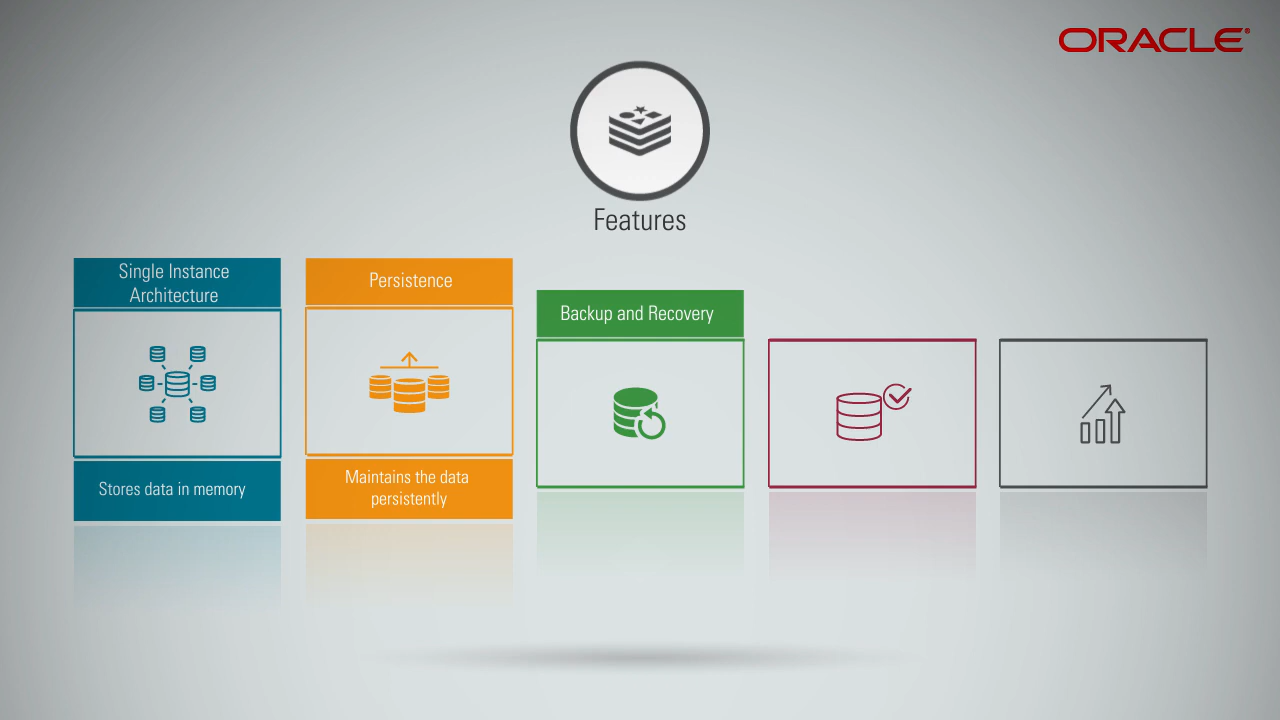 ORACLE®
Features
Single Instance
Architecture
Stores data in memory
Persistence
Maintains the data
persistently
Backup and Recovery